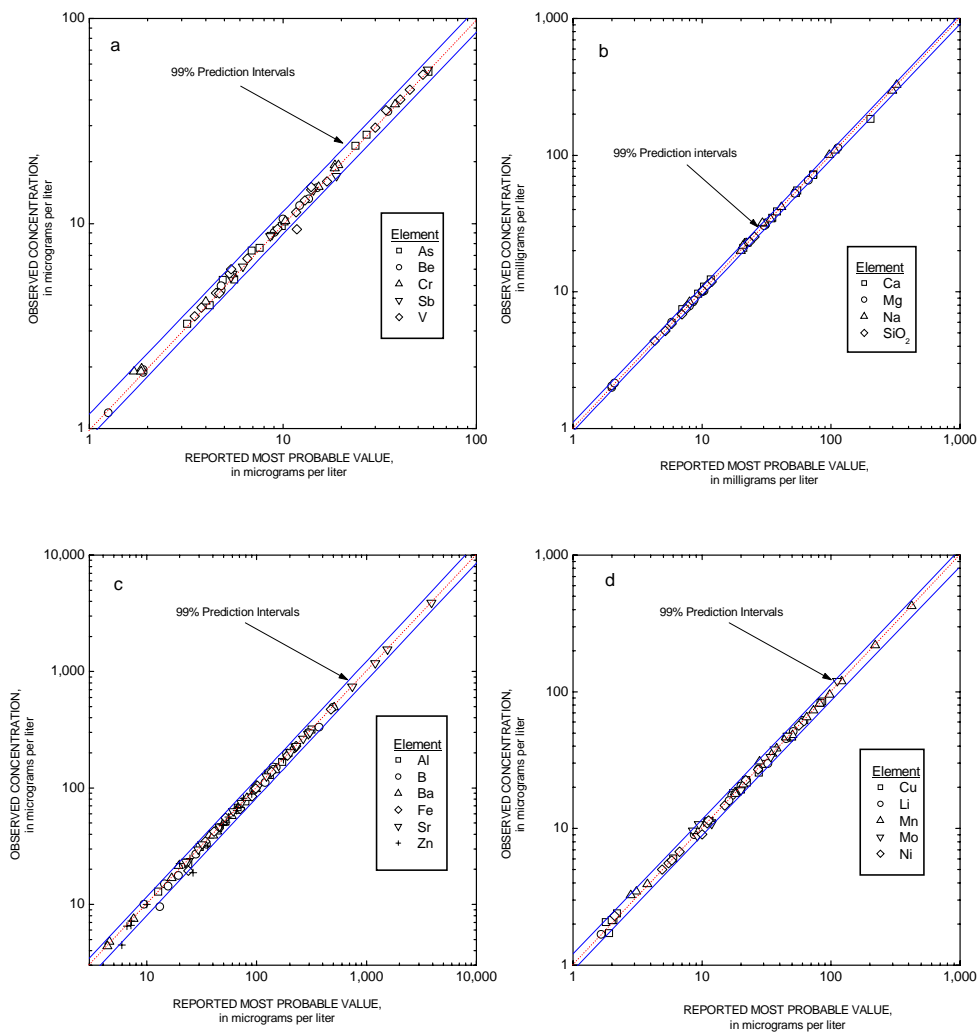 a
99% Prediction Intervals
100
10
1
1
10
100
OBSERVED CONCENTRATION,
in micrograms per liter
REPORTED MOST PROBABLE VALUE,
in micrograms per liter
Element
As
Be
Cr
Sb
V
b
99% Prediction intervals
1,000
100
10
1
1
10
100
1,000
OBSERVED CONCENTRATION,
in milligrams per liter
REPORTED MOST PROBABLE VALUE,
in milligrams per liter
Element
Ca
Mg
Na
SiO2
c
99% Prediction Intervals
10,000
1,000
100
10
10
100
1,000
10,000
OBSERVED CONCENTRATION,
in micrograms per liter
REPORTED MOST PROBABLE VALUE,
in micrograms per liter
Element
Al
B
Ba
Fe
Sr
Zn
d
99% Prediction Intervals
1,000
100
10
1
1
10
100
1,000
OBSERVED CONCENTRATION,
in micrograms per liter
REPORTED MOST PROBABLE VALUE,
in micrograms per liter
Element
Cu
Li
Mn
Mo
Ni